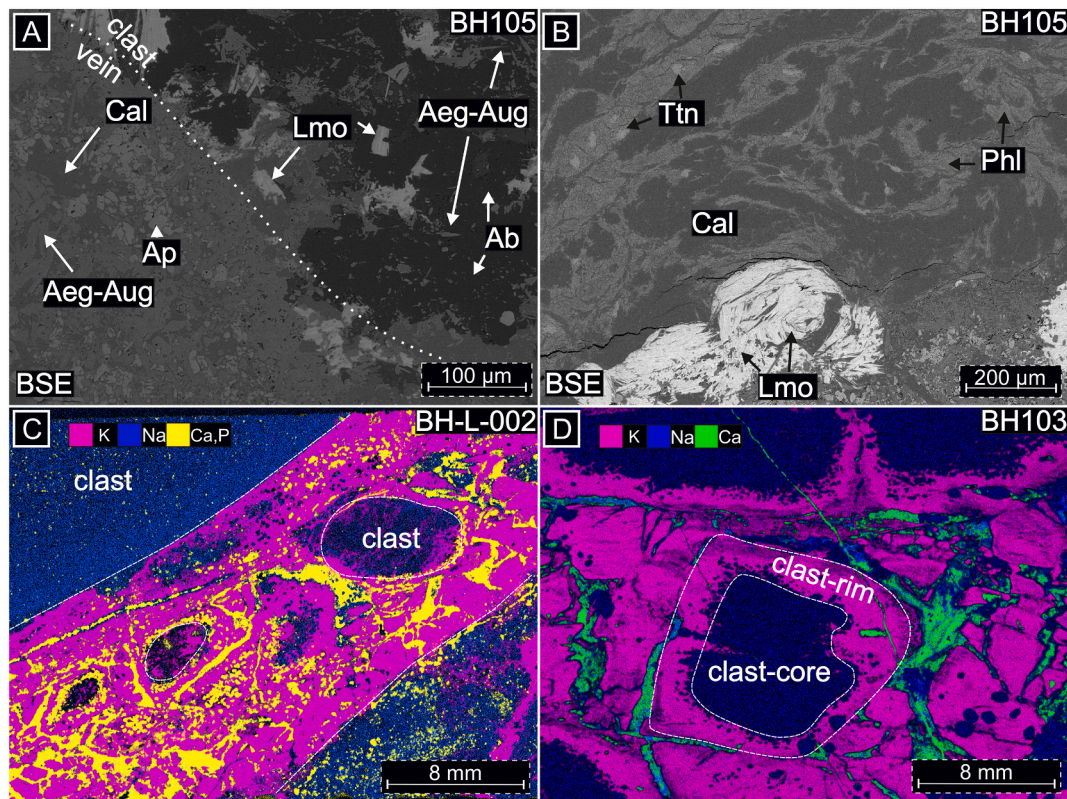 A
BH105
clast
vein
Cal
Lmo
Aeg-Aug
Ap
Ab
Aeg-Aug
BSE
100 µm
B
BH105
Ttn
Phl
Cal
BSE
Lmo
200 µm
C
K Na Ca,P
BH-L-002
clast
clast
8 mm
D
K Na Ca
BH103
clast-rim
clast-core
8 mm